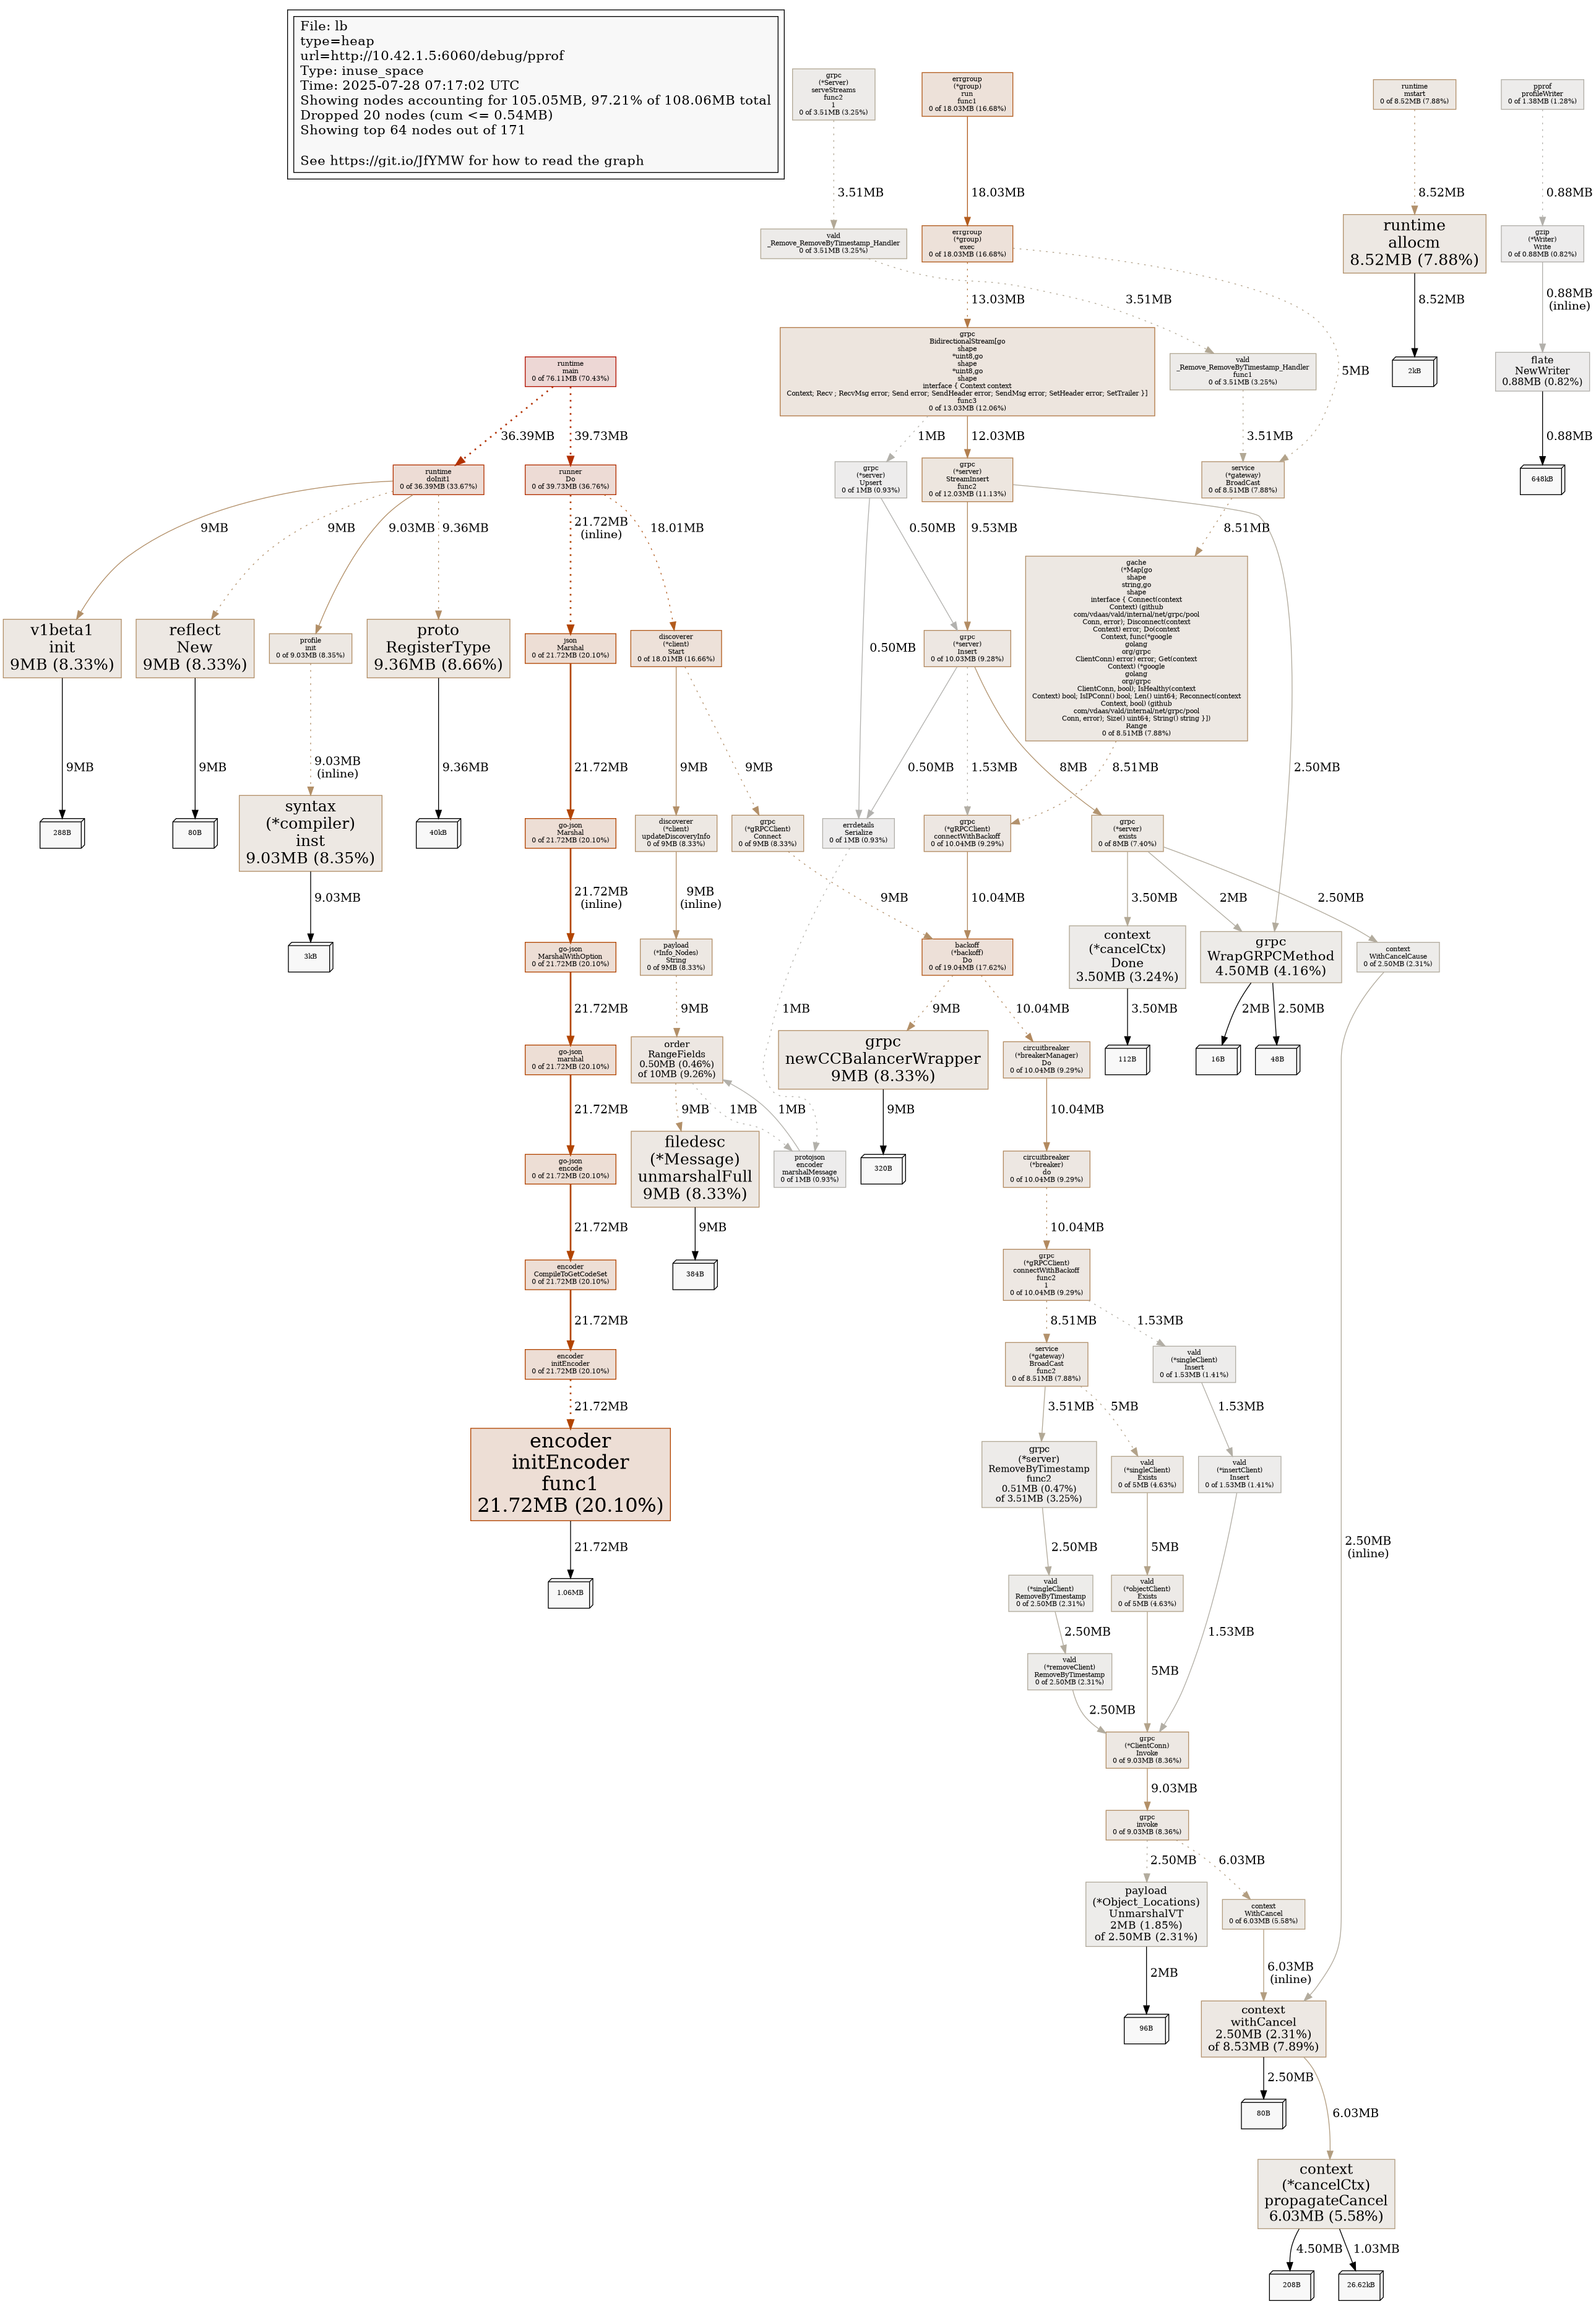 File: lb
type=heap
url=http://10.42.1.5:6060/debug/pprof
Type: inuse_space
Time: 2025-07-28 07:17:02 UTC
Showing nodes accounting for 105.05MB, 97.21% of 108.06MB total
Dropped 20 nodes (cum <= 0.54MB)
Showing top 64 nodes out of 171
See https://git.io/JfYMW for how to read the graph
grpc
(*Server)
serveStreams
func2
1
0 of 3.51MB (3.25%)
errgroup
(*group)
run
func1
0 of 18.03MB (16.68%)
runtime
mstart
0 of 8.52MB (7.88%)
pprof
profileWriter
0 of 1.38MB (1.28%)
3.51MB
18.03MB
8.52MB
0.88MB
vald
_Remove_RemoveByTimestamp_Handler
0 of 3.51MB (3.25%)
errgroup
(*group)
exec
0 of 18.03MB (16.68%)
runtime
allocm
8.52MB (7.88%)
gzip
(*Writer)
Write
0 of 0.88MB (0.82%)
13.03MB
3.51MB
5MB
8.52MB
0.88MB
(inline)
grpc
BidirectionalStream[go
shape
*uint8,go
shape
*uint8,go
shape
interface { Context context
Context; Recv ; RecvMsg error; Send error; SendHeader error; SendMsg error; SetHeader error; SetTrailer }]
func3
0 of 13.03MB (12.06%)
vald
_Remove_RemoveByTimestamp_Handler
func1
0 of 3.51MB (3.25%)
2kB
flate
NewWriter
0.88MB (0.82%)
runtime
main
0 of 76.11MB (70.43%)
36.39MB
39.73MB
1MB
12.03MB
3.51MB
0.88MB
runtime
doInit1
0 of 36.39MB (33.67%)
runner
Do
0 of 39.73MB (36.76%)
grpc
(*server)
Upsert
0 of 1MB (0.93%)
grpc
(*server)
StreamInsert
func2
0 of 12.03MB (11.13%)
service
(*gateway)
BroadCast
0 of 8.51MB (7.88%)
648kB
9MB
9MB
9.03MB
9.36MB
21.72MB
(inline)
18.01MB
0.50MB
9.53MB
8.51MB
v1beta1
init
9MB (8.33%)
reflect
New
9MB (8.33%)
profile
init
0 of 9.03MB (8.35%)
proto
RegisterType
9.36MB (8.66%)
json
Marshal
0 of 21.72MB (20.10%)
discoverer
(*client)
Start
0 of 18.01MB (16.66%)
0.50MB
grpc
(*server)
Insert
0 of 10.03MB (9.28%)
gache
(*Map[go
shape
string,go
shape
interface { Connect(context
Context) (github
com/vdaas/vald/internal/net/grpc/pool
Conn, error); Disconnect(context
Context) error; Do(context
Context, func(*google
golang
org/grpc
ClientConn) error) error; Get(context
Context) (*google
golang
org/grpc
ClientConn, bool); IsHealthy(context
Context) bool; IsIPConn() bool; Len() uint64; Reconnect(context
Context, bool) (github
com/vdaas/vald/internal/net/grpc/pool
Conn, error); Size() uint64; String() string }])
Range
0 of 8.51MB (7.88%)
9MB
9MB
9.03MB
(inline)
9.36MB
21.72MB
9MB
9MB
0.50MB
1.53MB
8MB
8.51MB
2.50MB
288B
80B
syntax
(*compiler)
inst
9.03MB (8.35%)
40kB
go-json
Marshal
0 of 21.72MB (20.10%)
discoverer
(*client)
updateDiscoveryInfo
0 of 9MB (8.33%)
grpc
(*gRPCClient)
Connect
0 of 9MB (8.33%)
errdetails
Serialize
0 of 1MB (0.93%)
grpc
(*gRPCClient)
connectWithBackoff
0 of 10.04MB (9.29%)
grpc
(*server)
exists
0 of 8MB (7.40%)
9.03MB
21.72MB
(inline)
9MB
(inline)
9MB
10.04MB
3.50MB
2MB
2.50MB
3kB
go-json
MarshalWithOption
0 of 21.72MB (20.10%)
payload
(*Info_Nodes)
String
0 of 9MB (8.33%)
backoff
(*backoff)
Do
0 of 19.04MB (17.62%)
context
(*cancelCtx)
Done
3.50MB (3.24%)
grpc
WrapGRPCMethod
4.50MB (4.16%)
context
WithCancelCause
0 of 2.50MB (2.31%)
21.72MB
9MB
1MB
9MB
10.04MB
3.50MB
2MB
2.50MB
go-json
marshal
0 of 21.72MB (20.10%)
order
RangeFields
0.50MB (0.46%)
of 10MB (9.26%)
grpc
newCCBalancerWrapper
9MB (8.33%)
circuitbreaker
(*breakerManager)
Do
0 of 10.04MB (9.29%)
112B
16B
48B
21.72MB
9MB
1MB
1MB
9MB
10.04MB
go-json
encode
0 of 21.72MB (20.10%)
filedesc
(*Message)
unmarshalFull
9MB (8.33%)
protojson
encoder
marshalMessage
0 of 1MB (0.93%)
320B
circuitbreaker
(*breaker)
do
0 of 10.04MB (9.29%)
21.72MB
9MB
10.04MB
encoder
CompileToGetCodeSet
0 of 21.72MB (20.10%)
384B
grpc
(*gRPCClient)
connectWithBackoff
func2
1
0 of 10.04MB (9.29%)
21.72MB
8.51MB
1.53MB
encoder
initEncoder
0 of 21.72MB (20.10%)
service
(*gateway)
BroadCast
func2
0 of 8.51MB (7.88%)
vald
(*singleClient)
Insert
0 of 1.53MB (1.41%)
21.72MB
3.51MB
5MB
1.53MB
encoder
initEncoder
func1
21.72MB (20.10%)
grpc
(*server)
RemoveByTimestamp
func2
0.51MB (0.47%)
of 3.51MB (3.25%)
vald
(*singleClient)
Exists
0 of 5MB (4.63%)
vald
(*insertClient)
Insert
0 of 1.53MB (1.41%)
21.72MB
2.50MB
5MB
2.50MB
(inline)
1.06MB
vald
(*singleClient)
RemoveByTimestamp
0 of 2.50MB (2.31%)
vald
(*objectClient)
Exists
0 of 5MB (4.63%)
2.50MB
1.53MB
vald
(*removeClient)
RemoveByTimestamp
0 of 2.50MB (2.31%)
5MB
2.50MB
grpc
(*ClientConn)
Invoke
0 of 9.03MB (8.36%)
9.03MB
grpc
invoke
0 of 9.03MB (8.36%)
2.50MB
6.03MB
payload
(*Object_Locations)
UnmarshalVT
2MB (1.85%)
of 2.50MB (2.31%)
context
WithCancel
0 of 6.03MB (5.58%)
2MB
6.03MB
(inline)
96B
context
withCancel
2.50MB (2.31%)
of 8.53MB (7.89%)
2.50MB
6.03MB
80B
context
(*cancelCtx)
propagateCancel
6.03MB (5.58%)
4.50MB
1.03MB
208B
26.62kB